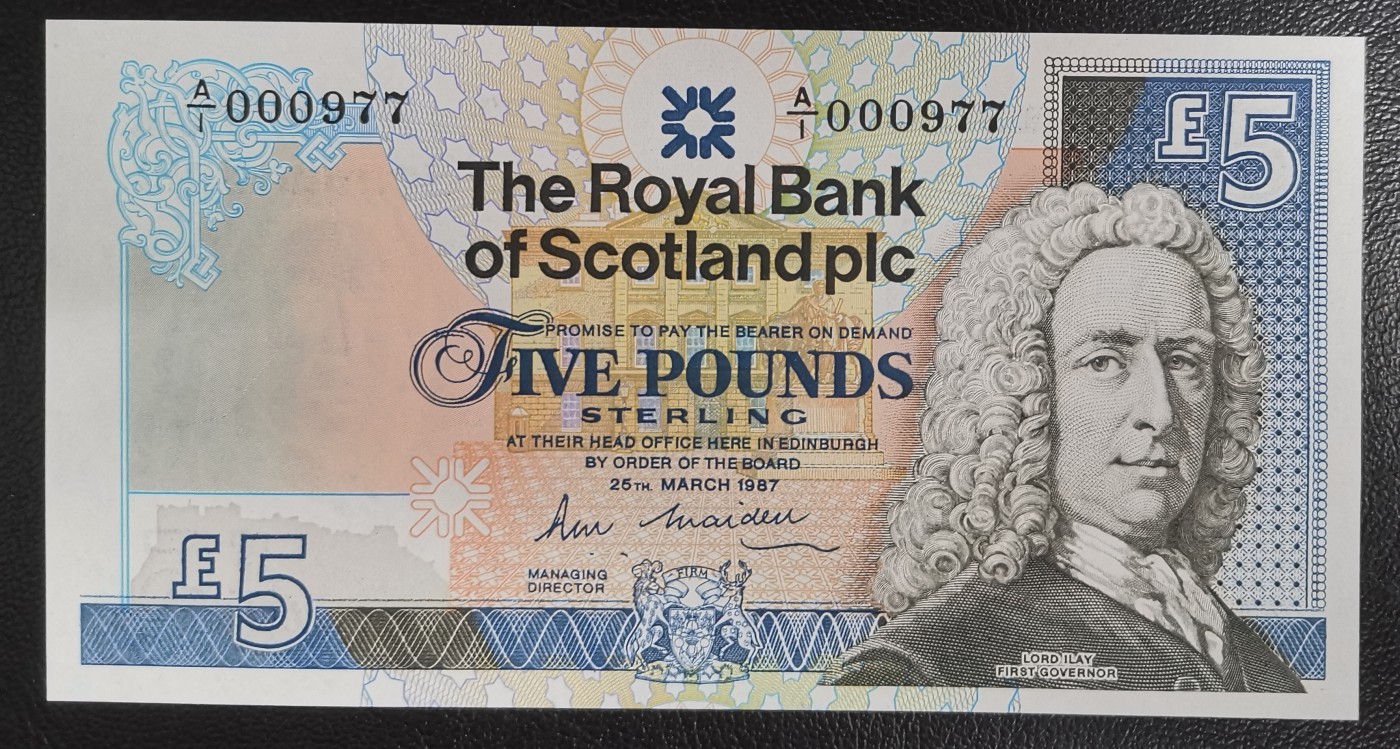 A/1 000977
A/1 000977
£5
The Royal Bank
of Scotland plc
PROMISE TO PAY THE BEARER ON DEMAND
FIVE POUNDS
STERLING
AT THEIR HEAD OFFICE HERE IN EDINBURGH
BY ORDER OF THE BOARD
25TH. MARCH 1987
MANAGING
DIRECTOR
FIRM
£5
LORD ILAY
FIRST GOVERNOR